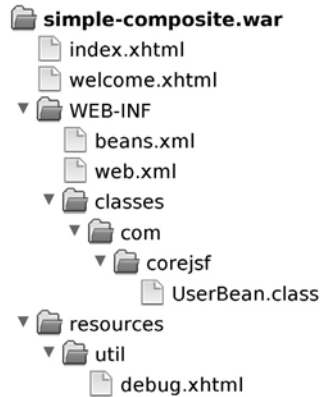 simple-composite.war
index.xhtml
welcome.xhtml
WEB-INF
beans.xml
web.xml
classes
com
corejsf
UserBean.class
resources
util
debug.xhtml